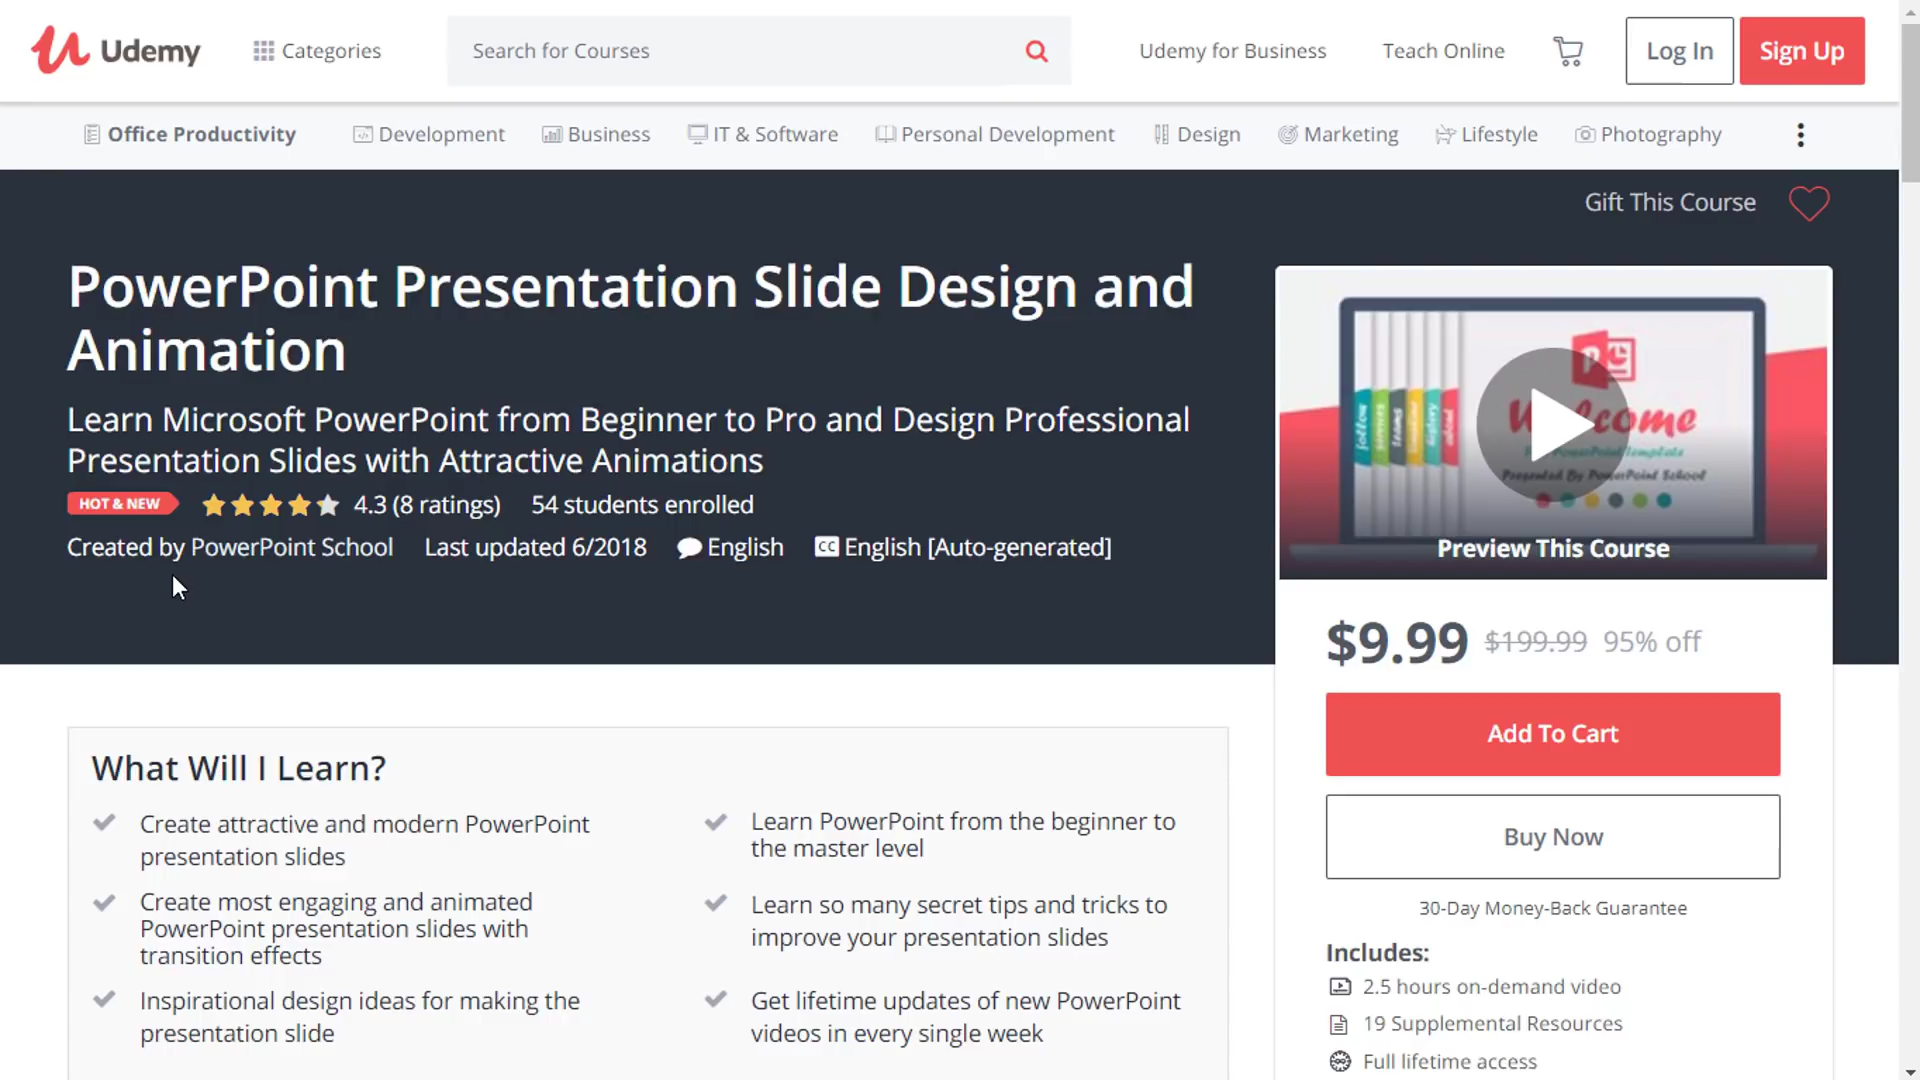 Udemy
Categories
Search for Courses
Udemy for Business
Teach Online
Log In
Sign Up
Office Productivity
Development
Business
IT & Software
Personal Development
Design
Marketing
Lifestyle
Photography
Gift This Course
PowerPoint Presentation Slide Design and
Animation
Learn Microsoft PowerPoint from Beginner to Pro and Design Professional
Presentation Slides with Attractive Animations
HOT & NEW
4.3 (8 ratings)
54 students enrolled
Created by PowerPoint School
Last updated 6/2018
English
CC English [Auto-generated]
Presented By PowerPoint School
Preview This Course
$9.99 $199.99 95% off
Add To Cart
Buy Now
30-Day Money-Back Guarantee
Includes:
2.5 hours on-demand video
19 Supplemental Resources
Full lifetime access
What Will I Learn?
Create attractive and modern PowerPoint
presentation slides
Learn PowerPoint from the beginner to
the master level
Create most engaging and animated
PowerPoint presentation slides with
transition effects
Learn so many secret tips and tricks to
improve your presentation slides
Inspirational design ideas for making the
presentation slide
Get lifetime updates of new PowerPoint
videos in every single week